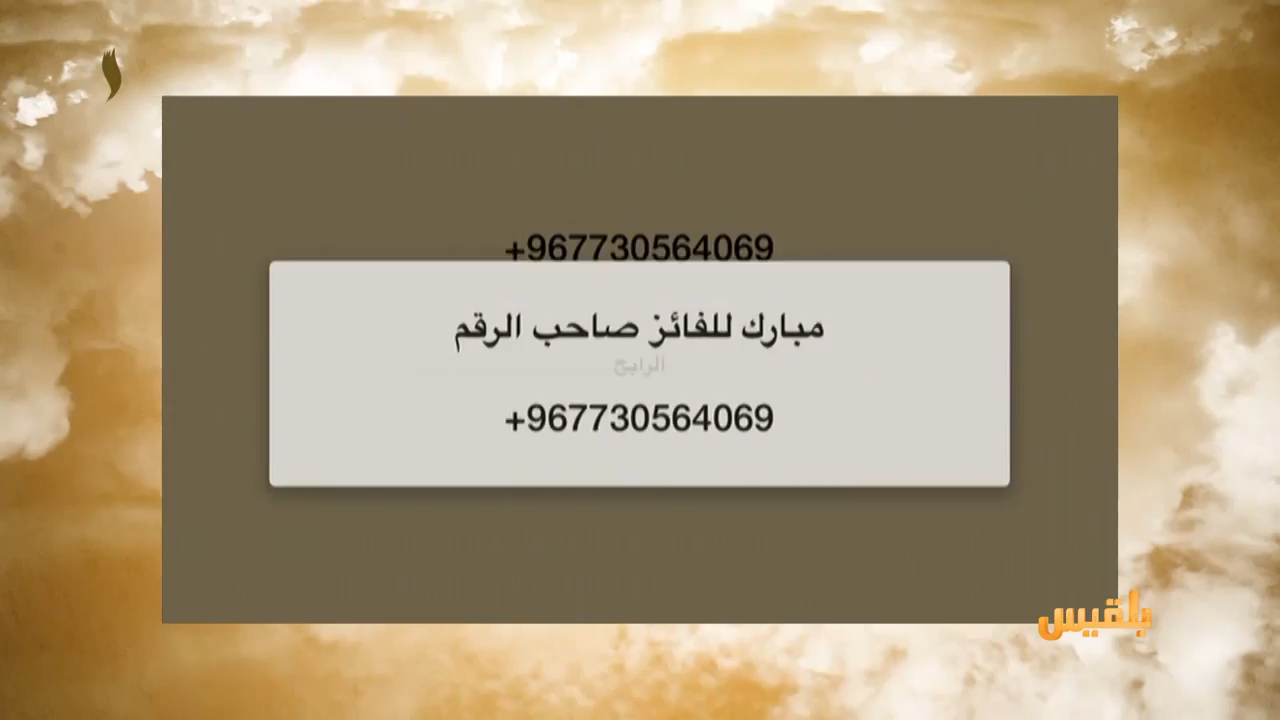 +967730564069
مبارك للفائز صاحب الرقم
الرابح
+967730564069
بلقيس